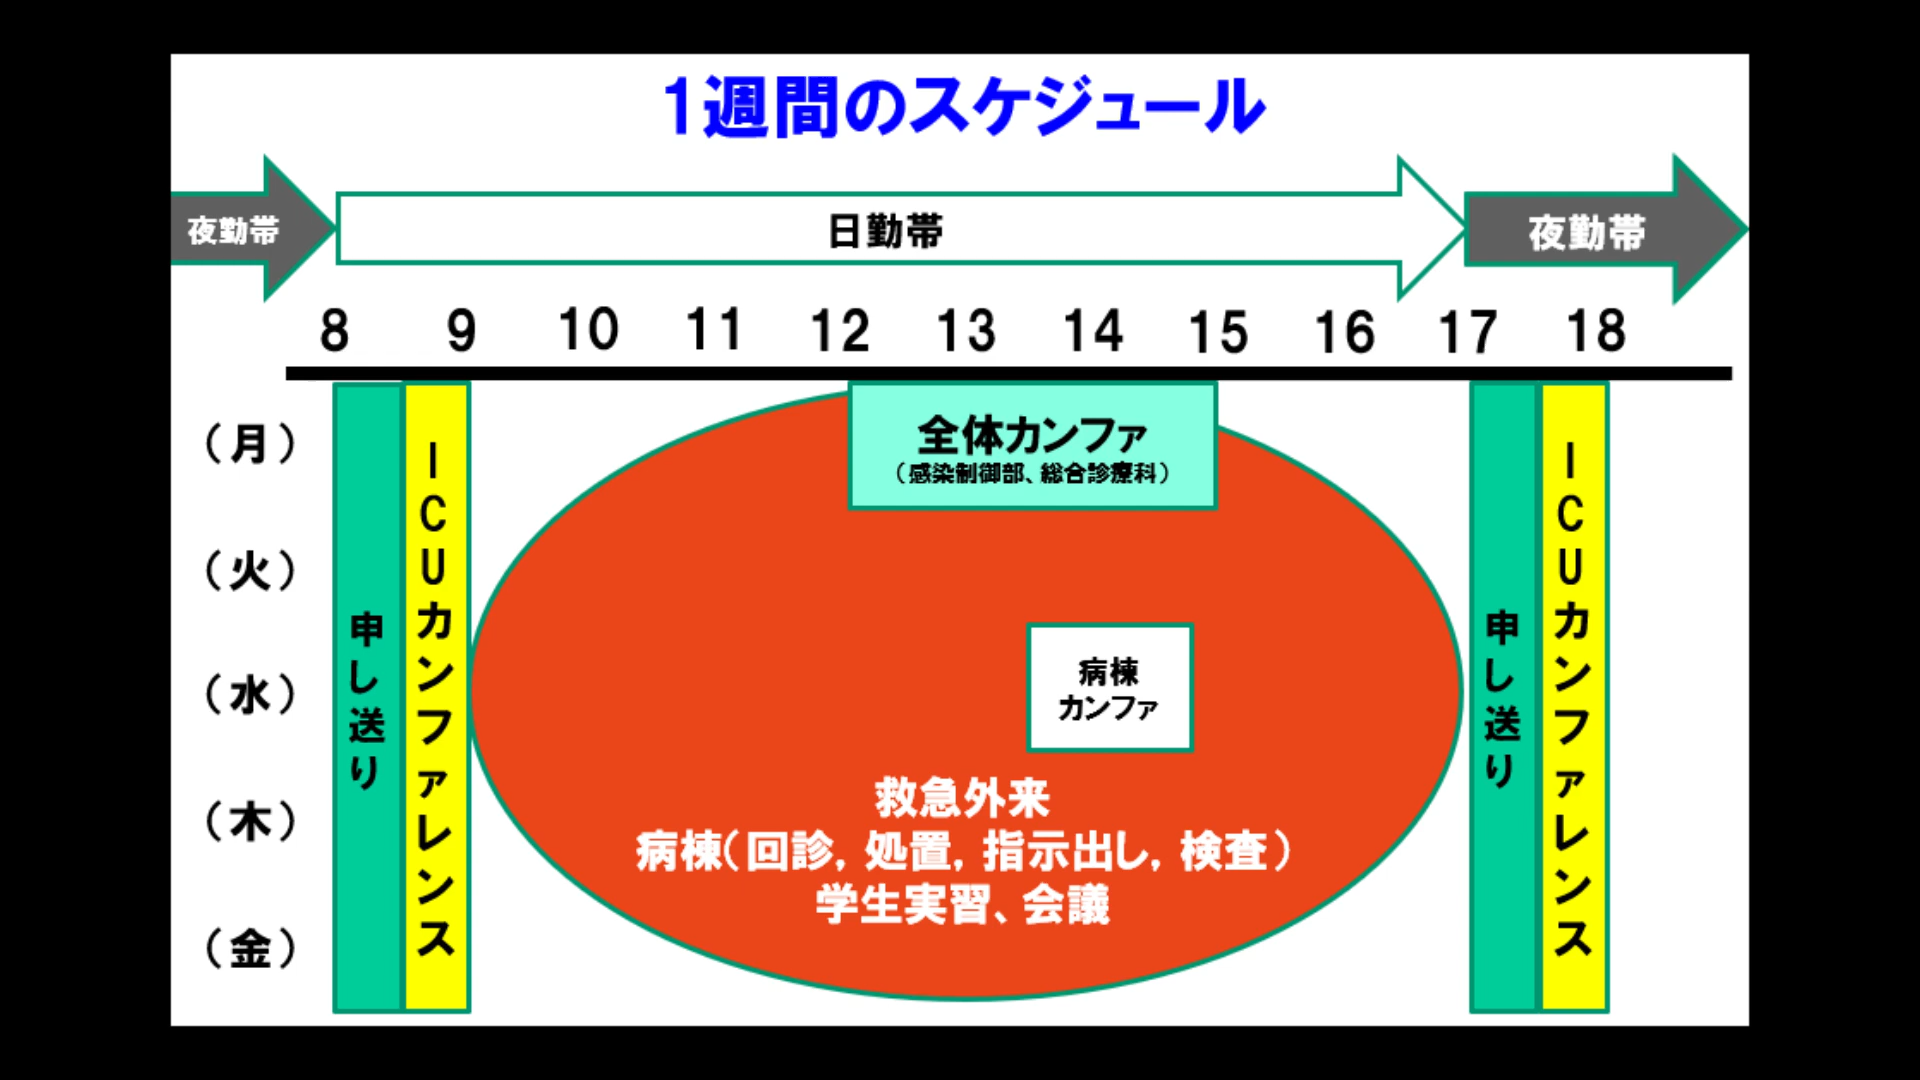 1週間のスケジュール
夜勤帯
日勤帯
夜勤帯
8 9 10 11 12 13 14 15 16 17 18
（月）
（火）
（水）
（木）
（金）
申し送り
ICUカンファレンス
全体カンファ
（感染制御部、総合診療科）
病棟
カンファ
救急外来
病棟（回診，処置，指示出し，検査）
学生実習、会議
申し送り
ICUカンファレンス